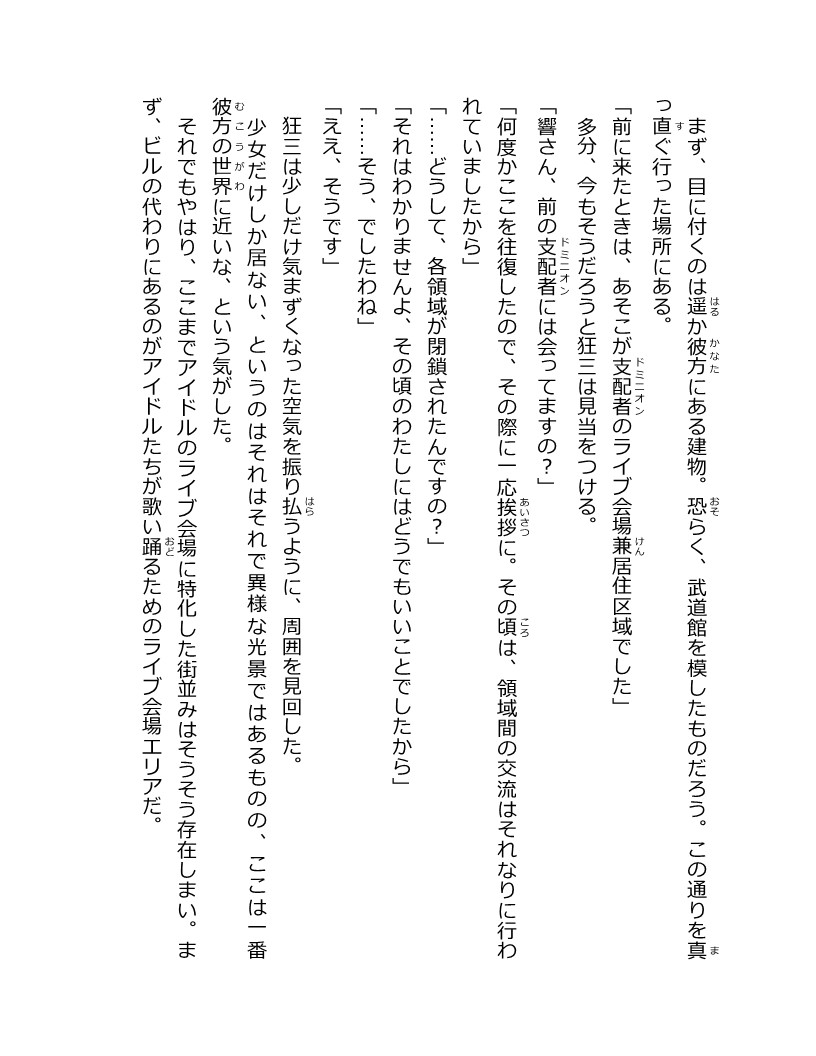 まず、目に付くのは遥か彼方にある建物。恐らく、武道館を模したものだろう。この通りを真
っ直ぐ行った場所にある。
「前に来たときは、あそこが支配者のライブ会場兼居住区域でした」
多分、今もそうだろうと狂三は見当をつける。
「響さん、前の支配者には会ってますの？」
「何度かここを往復したので、その際に一応挨拶に。その頃は、領域間の交流はそれなりに行わ
れていましたから」
「……どうして、各領域が閉鎖されたんですの？」
「それはわかりませんよ、その頃のわたしにはどうでもいいことでしたから」
「……そう、でしたわね」
「ええ、そうです」
狂三は少しだけ気まずくなった空気を振り払うように、周囲を見回した。
少女だけしか居ない、というのはそれはそれで異様な光景ではあるものの、ここは一番
彼方の世界に近いな、という気がした。
それでもやはり、ここまでアイドルのライブ会場に特化した街並みはそうそう存在しまい。ま
ず、ビルの代わりにあるのがアイドルたちが歌い踊るためのライブ会場エリアだ。